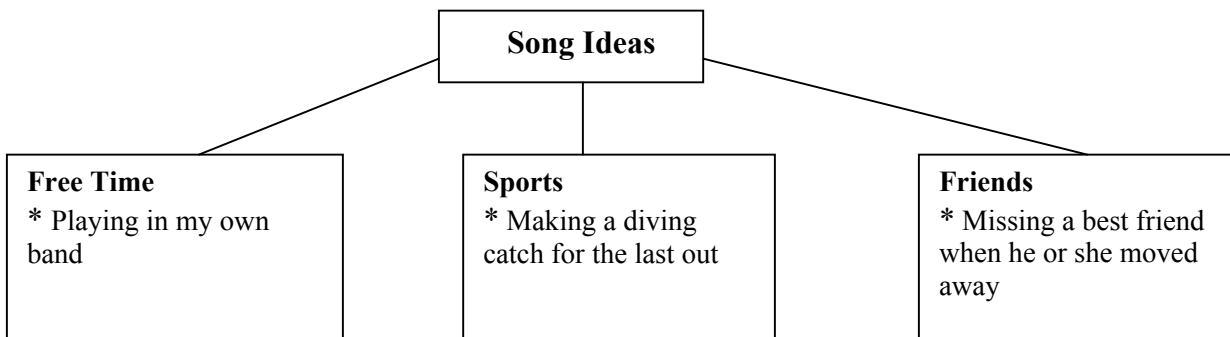 Song Ideas
Free Time
* Playing in my own
band
Sports
* Making a diving
catch for the last out
Friends
* Missing a best friend
when he or she moved
away